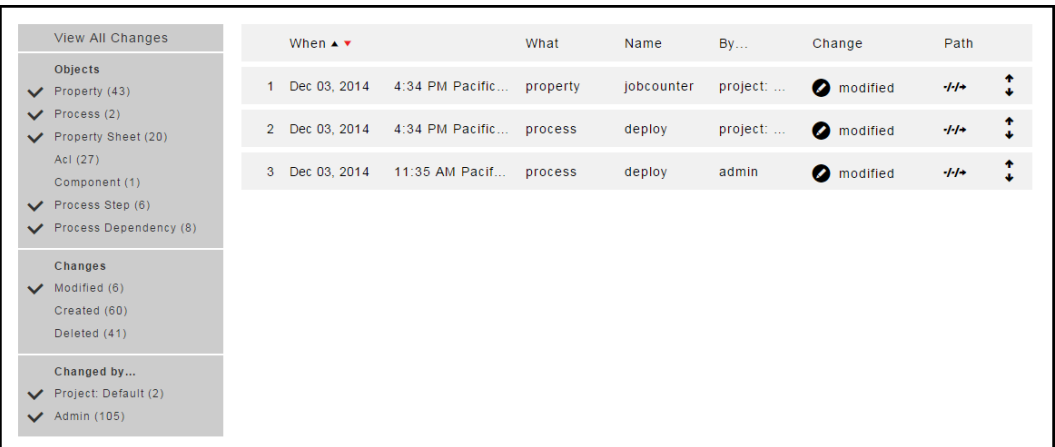 View All Changes
Objects
Property (43)
Process (2)
Property Sheet (20)
Acl (27)
Component (1)
Process Step (6)
Process Dependency (8)
Changes
Modified (6)
Created (60)
Deleted (41)
Changed by...
Project: Default (2)
Admin (105)
When What Name By... Change Path
1 Dec 03, 2014 4:34 PM Pacific... property jobcounter project: ... modified -/-/→
2 Dec 03, 2014 4:34 PM Pacific... process deploy project: ... modified -/-/→
3 Dec 03, 2014 11:35 AM Pacif... process deploy admin modified -/-/→